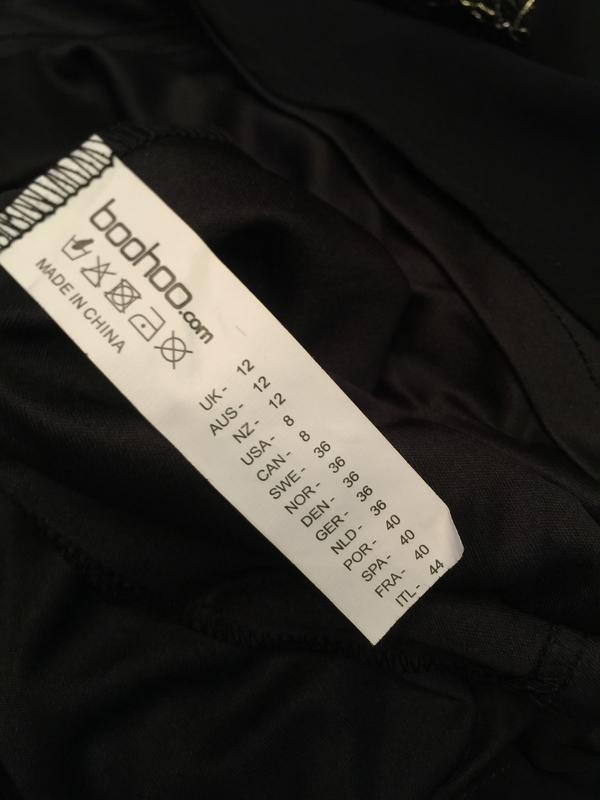 boohoo.com
MADE IN CHINA
UK- 12
AUS- 12
NZ- 12
USA- 8
CAN- 8
SWE- 36
NOR- 36
DEN- 36
GER- 36
NLD- 36
POR- 40
SPA- 40
FRA- 40
ITL- 44